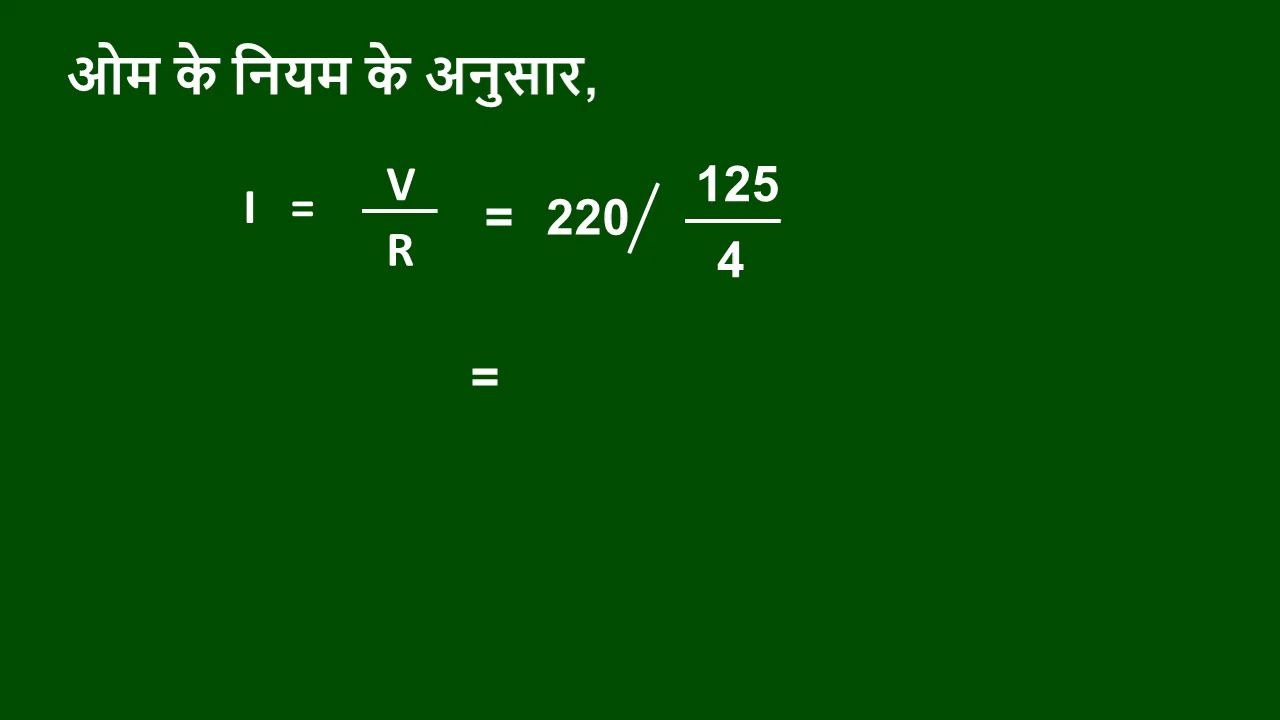 ओम के नियम के अनुसार,
I = V/R = 220/ 125/4
=